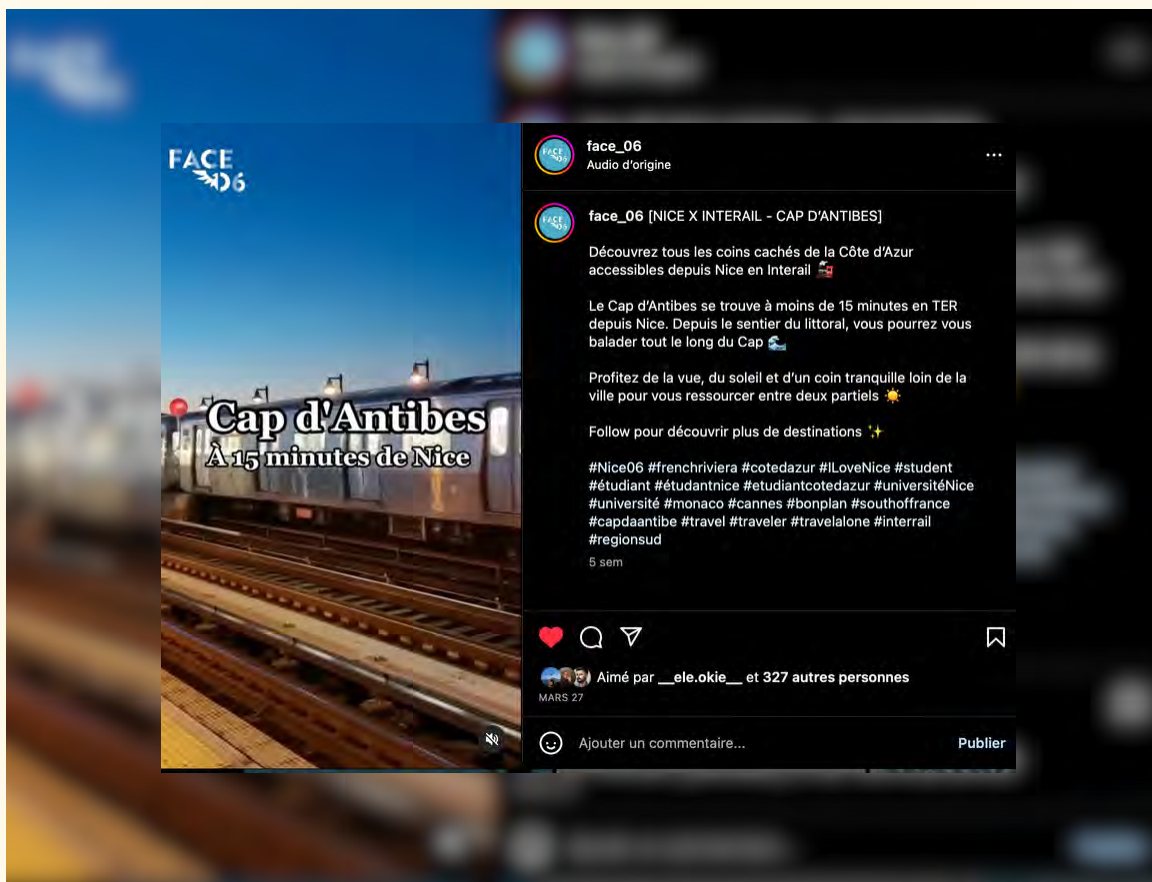 FACE
06
Cap d'Antibes
À 15 minutes de Nice
face_06
Audio d'origine
face_06 [NICE X INTERAIL - CAP D'ANTIBES]
Découvrez tous les coins cachés de la Côte d'Azur
accessibles depuis Nice en Interail 🚂
Le Cap d'Antibes se trouve à moins de 15 minutes en TER
depuis Nice. Depuis le sentier du littoral, vous pourrez vous
balader tout le long du Cap 🌊
Profitez de la vue, du soleil et d'un coin tranquille loin de la
ville pour vous ressourcer entre deux partiels ☀️
Follow pour découvrir plus de destinations ✨
#Nice06 #frenchriviera #cotedazur #ILoveNice #student
#étudiant #étudantnice #etudiantcotedazur #universitéNice
#université #monaco #cannes #bonplan #southoffrance
#capdaantibe #travel #traveler #travelalone #interrail
#regionsud
5 sem
Aimé par __ele.okie__ et 327 autres personnes
MARS 27
Ajouter un commentaire...
Publier